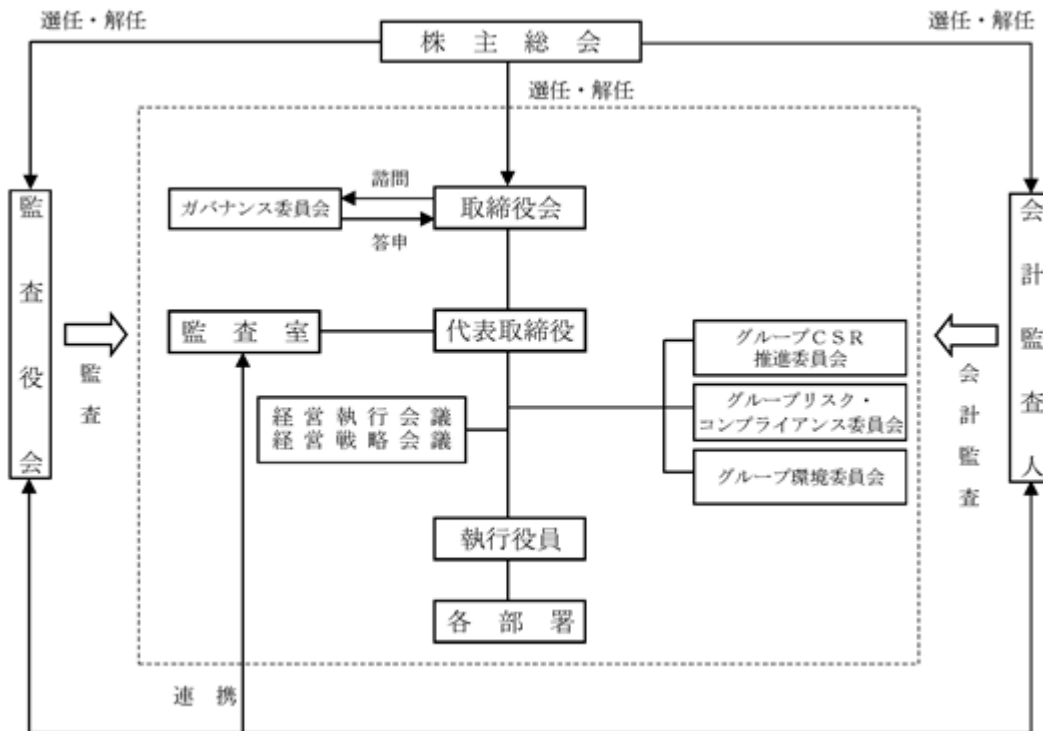 選任・解任
選任・解任
株主総会
選任・解任
諮問
ガバナンス委員会
取締役会
答申
監査役会
会計監査人
監査室
代表取締役
グループCSR
推進委員会
監査
会計監査
グループリスク・
コンプライアンス委員会
経営執行会議
経営戦略会議
グループ環境委員会
執行役員
各部署
連携